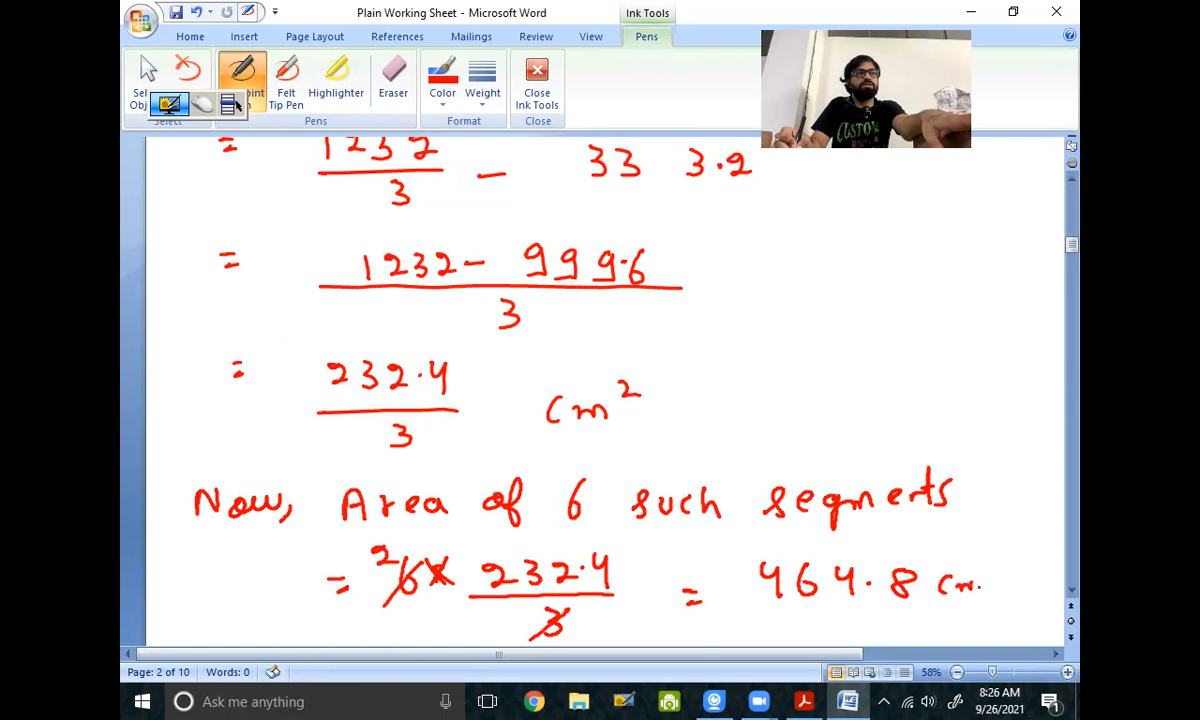 Plain Working Sheet - Microsoft Word
Ink Tools
Home Insert Page Layout References Mailings Review View Pens
Felt Tip Pen
Highlighter
Eraser
Color
Weight
Close Ink Tools
Select Pens Format Close
CUSTOM
= 1232/3 - 33 3.2
= 1232 - 999.6 / 3
= 232.4/3 cm²
Now, Area of 6 such segments
= 2 6 × 232.4/3 = 464.8 cm.
Page: 2 of 10 Words: 0 58%
Ask me anything
8:26 AM
9/26/2021